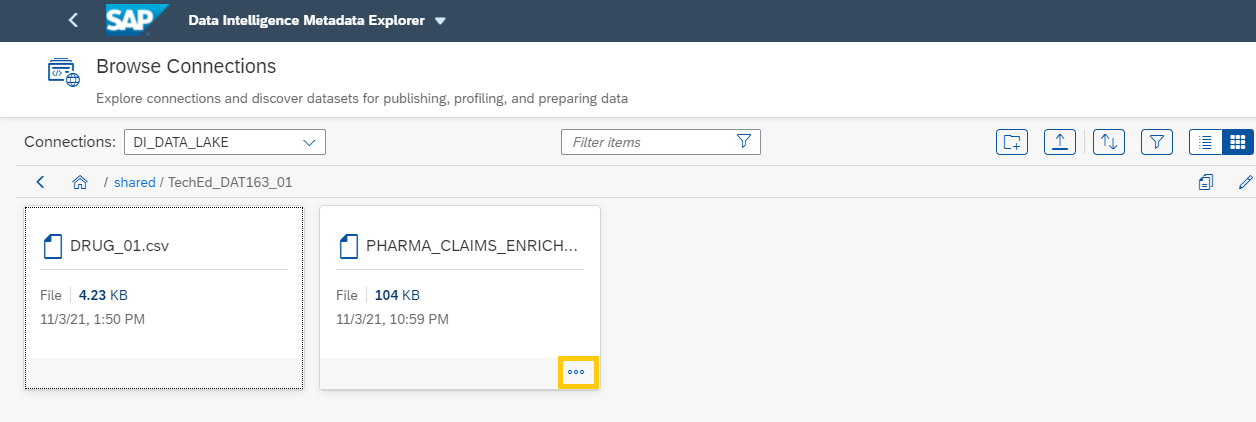 SAP Data Intelligence Metadata Explorer
Browse Connections
Explore connections and discover datasets for publishing, profiling, and preparing data
Connections: DI_DATA_LAKE Filter items
/ shared / TechEd_DAT163_01
DRUG_01.csv
File 4.23 KB
11/3/21, 1:50 PM
PHARMA_CLAIMS_ENRICH...
File 104 KB
11/3/21, 10:59 PM